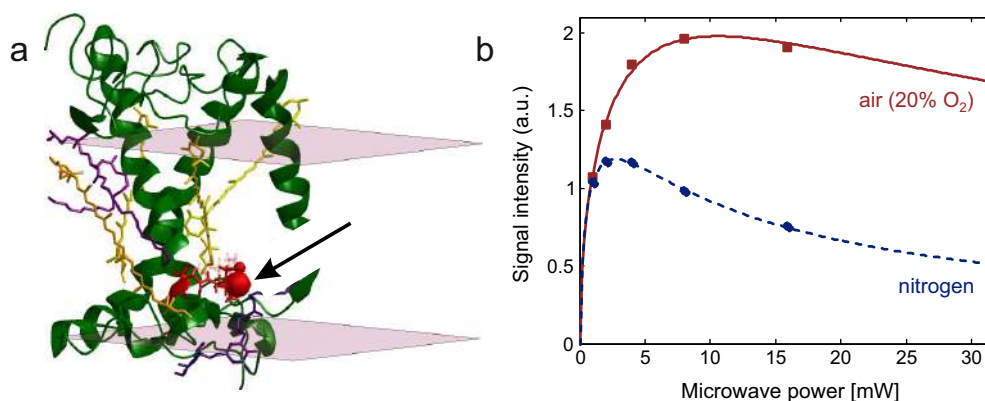 a
b
Signal intensity (a.u.)
2
1.5
1
0.5
0
air (20% O₂)
nitrogen
0
5
10
15
20
25
30
Microwave power [mW]